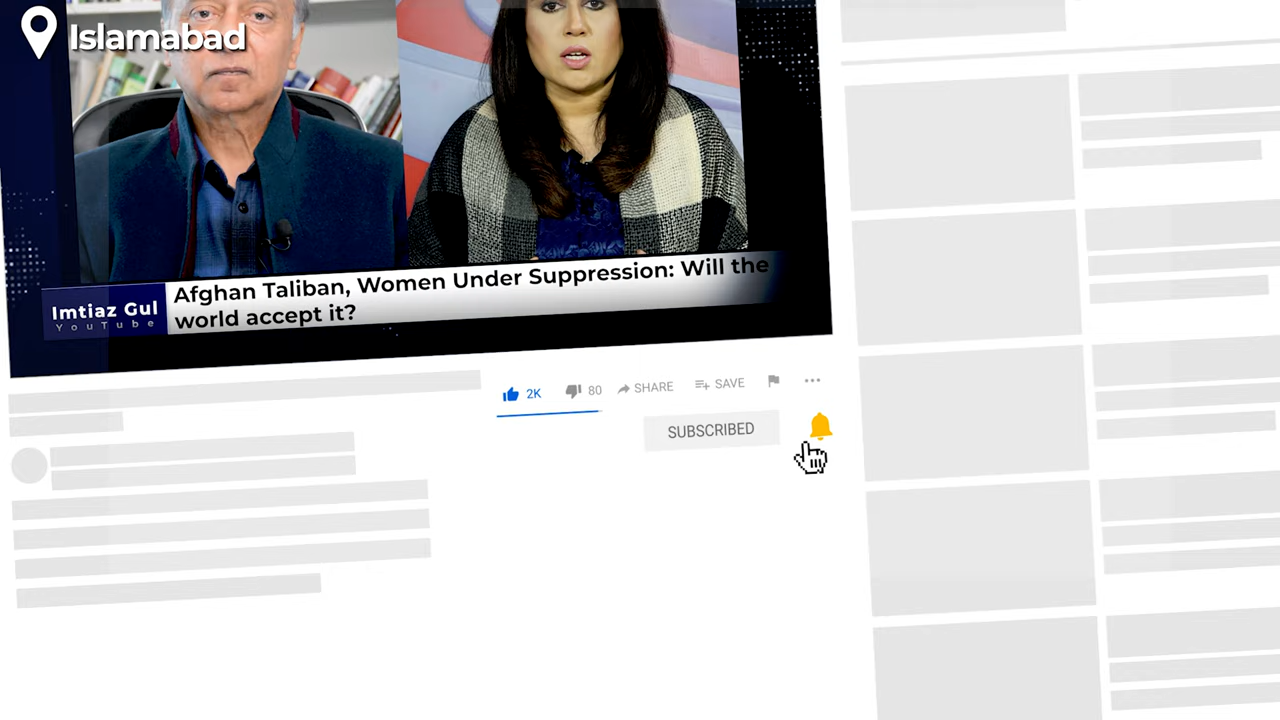 Islamabad
Imtiaz Gul
YouTube
Afghan Taliban, Women Under Suppression: Will the
world accept it?
2K
80
SHARE
SAVE
SUBSCRIBED